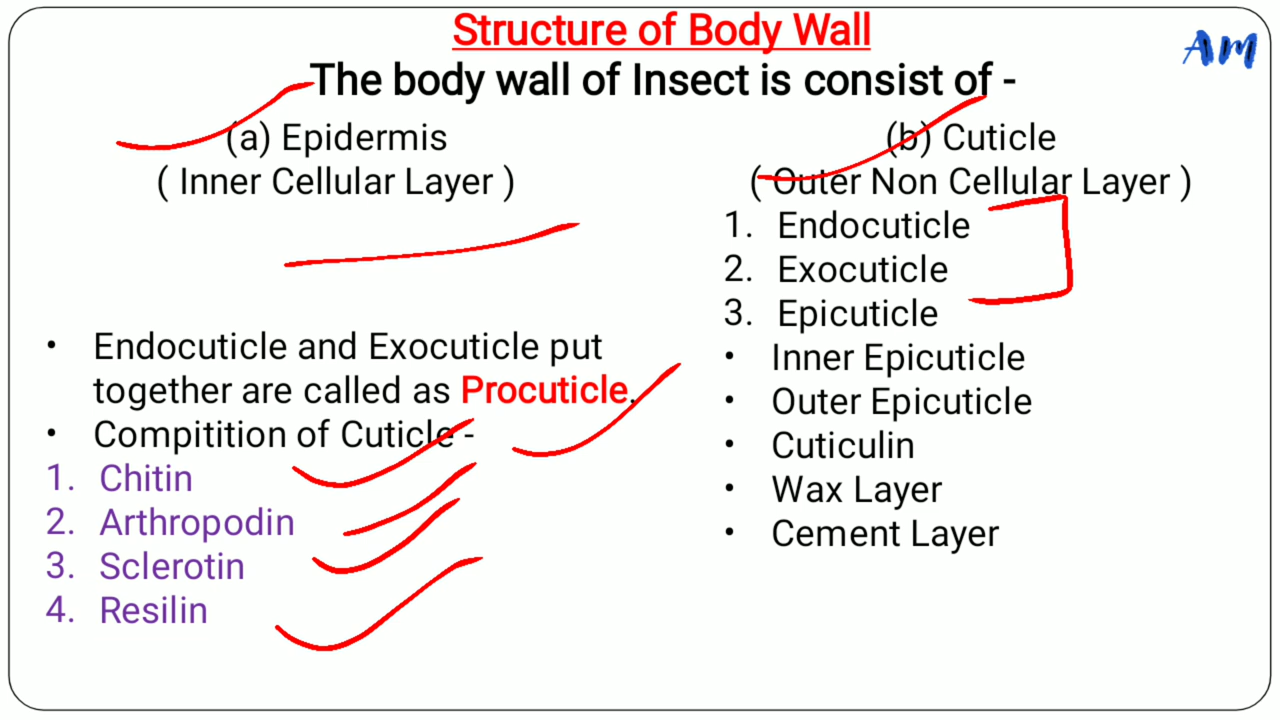 Structure of Body Wall
AM
The body wall of Insect is consist of -
(a) Epidermis
( Inner Cellular Layer )
(b) Cuticle
( Outer Non Cellular Layer )
1. Endocuticle
2. Exocuticle
3. Epicuticle
• Inner Epicuticle
• Outer Epicuticle
• Cuticulin
• Wax Layer
• Cement Layer
• Endocuticle and Exocuticle put
together are called as Procuticle.
• Compitition of Cuticle -
1. Chitin
2. Arthropodin
3. Sclerotin
4. Resilin